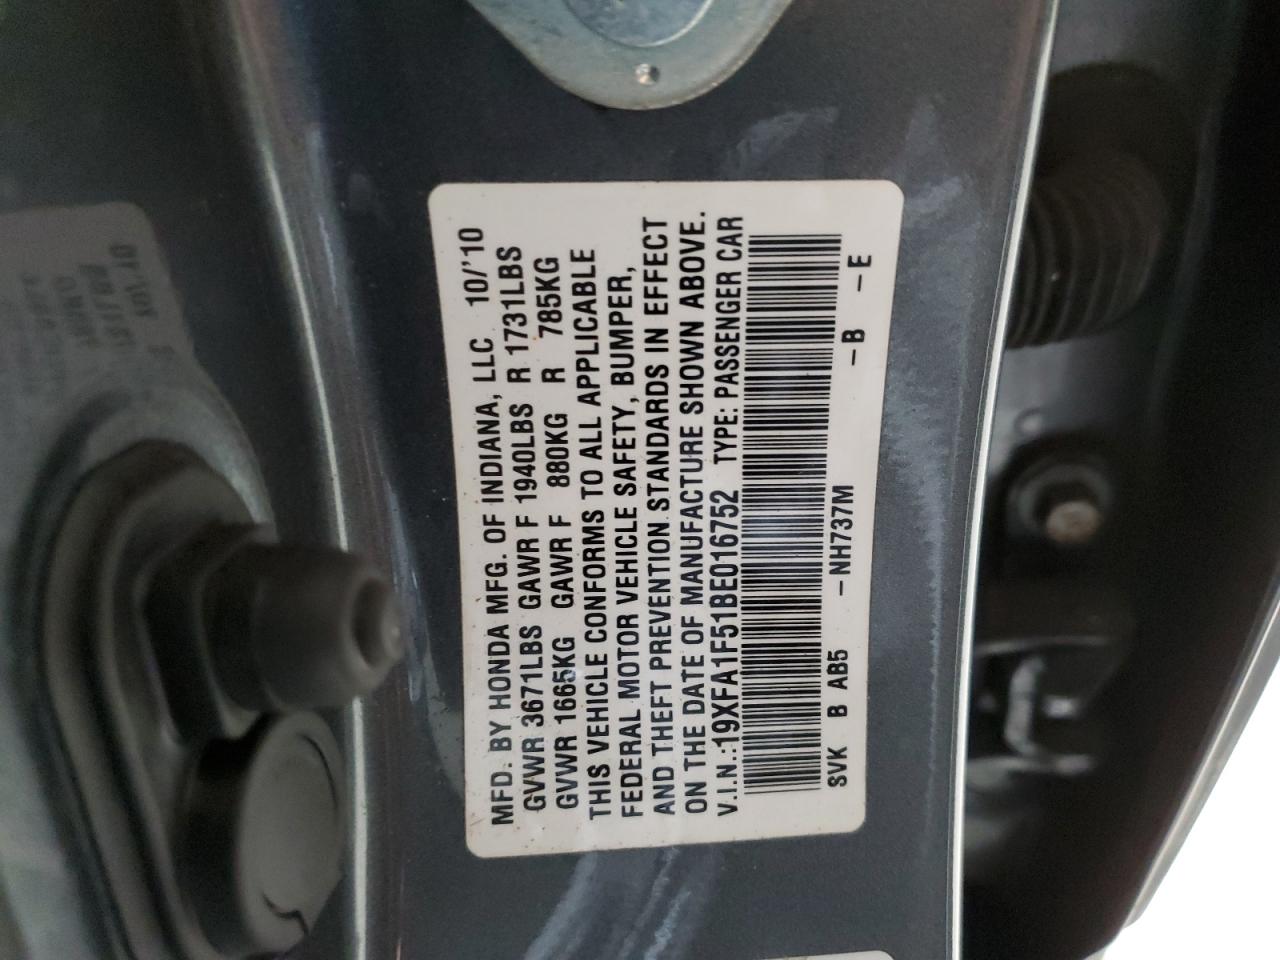 MFD. BY HONDA MFG. OF INDIANA, LLC 10/'10
GVWR 3671LBS GAWR F 1940LBS R 1731LBS
GVWR 1665KG GAWR F 880KG R 785KG
THIS VEHICLE CONFORMS TO ALL APPLICABLE
FEDERAL MOTOR VEHICLE SAFETY, BUMPER,
AND THEFT PREVENTION STANDARDS IN EFFECT
ON THE DATE OF MANUFACTURE SHOWN ABOVE.
V.I.N.:19XFA1F51BE016752 TYPE: PASSENGER CAR
SVK B AB5 -NH737M -B -E